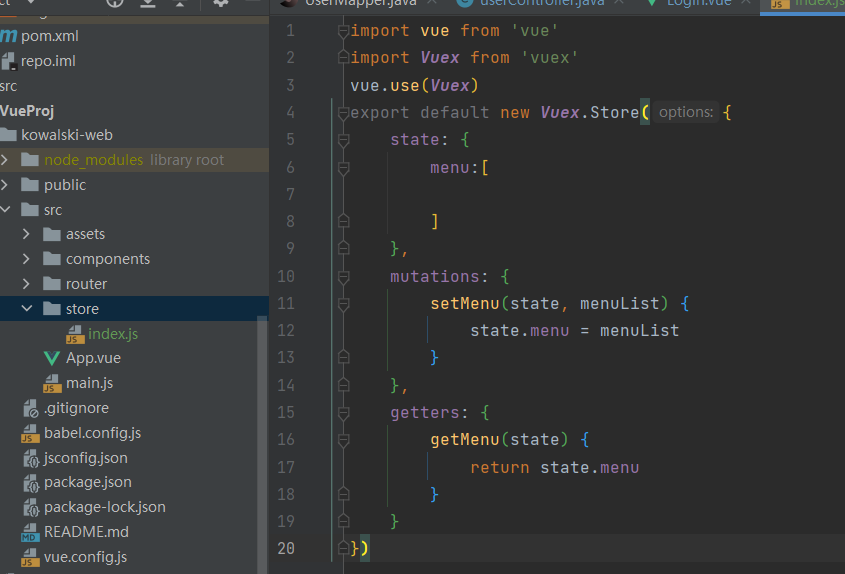 UserMapper.java
userController.java
Login.vue
index.js
pom.xml
repo.iml
src
VueProj
kowalski-web
node_modules library root
public
src
assets
components
router
store
index.js
App.vue
main.js
.gitignore
babel.config.js
jsconfig.json
package.json
package-lock.json
README.md
vue.config.js
1 import vue from 'vue'
2 import Vuex from 'vuex'
3 vue.use(Vuex)
4 export default new Vuex.Store( options: {
5 state: {
6 menu:[
7
8 ]
9 },
10 mutations: {
11 setMenu(state, menuList) {
12 state.menu = menuList
13 }
14 },
15 getters: {
16 getMenu(state) {
17 return state.menu
18 }
19 }
20 })